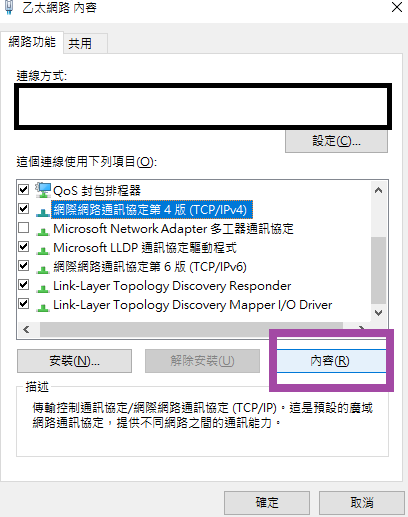 乙太網路 內容
網路功能
共用
連線方式:
設定(C)...
這個連線使用下列項目(O):
QoS 封包排程器
網際網路通訊協定第 4 版 (TCP/IPv4)
Microsoft Network Adapter 多工器通訊協定
Microsoft LLDP 通訊協定驅動程式
網際網路通訊協定第 6 版 (TCP/IPv6)
Link-Layer Topology Discovery Responder
Link-Layer Topology Discovery Mapper I/O Driver
安裝(N)...
解除安裝(U)
內容(R)
描述
傳輸控制通訊協定/網際網路通訊協定 (TCP/IP)。這是預設的廣域
網路通訊協定，提供不同網路之間的通訊能力。
確定
取消